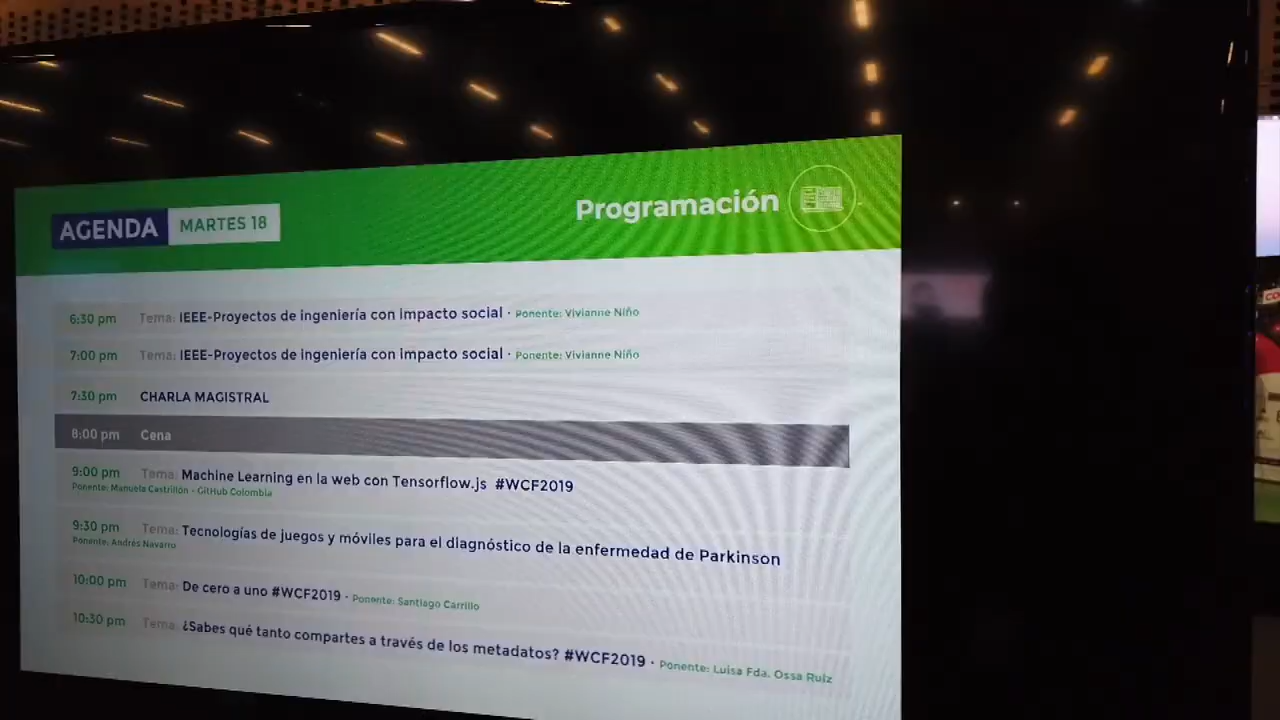 AGENDA MARTES 18
Programación
6:30 pm Tema: IEEE-Proyectos de ingeniería con impacto social · Ponente: Vivianne Niño
7:00 pm Tema: IEEE-Proyectos de ingeniería con impacto social · Ponente: Vivianne Niño
7:30 pm CHARLA MAGISTRAL
8:00 pm Cena
9:00 pm Tema: Machine Learning en la web con Tensorflow.js #WCF2019
Ponente: Manuela Castrillón - GitHub Colombia
9:30 pm Tema: Tecnologías de juegos y móviles para el diagnóstico de la enfermedad de Parkinson
Ponente: Andrés Navarro
10:00 pm Tema: De cero a uno #WCF2019 · Ponente: Santiago Carrillo
10:30 pm Tema: ¿Sabes qué tanto compartes a través de los metadatos? #WCF2019 · Ponente: Luisa Fda. Ossa Ruiz